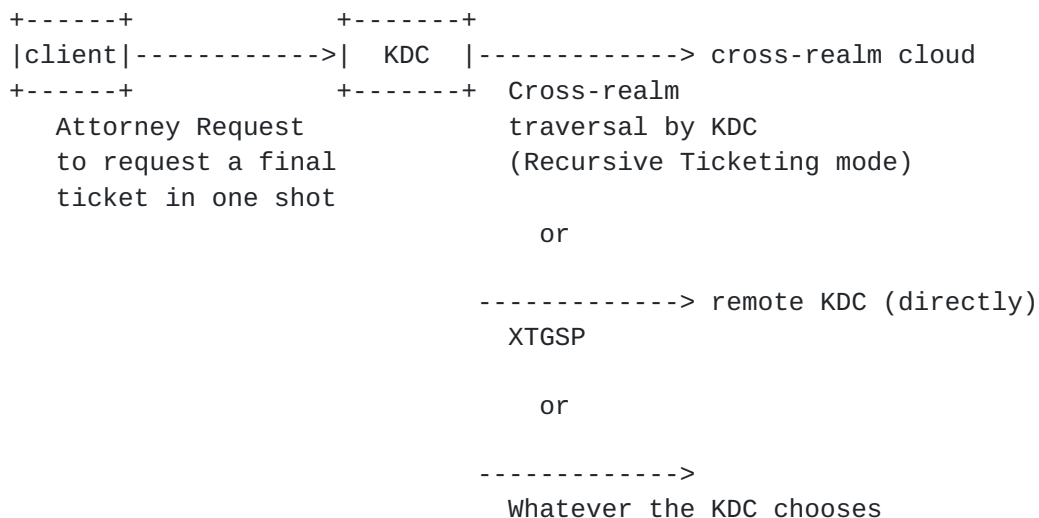 +------+             +-------+
|client|------------>|  KDC  |-------------> cross-realm cloud
+------+             +-------+  Cross-realm
   Attorney Request             traversal by KDC
   to request a final           (Recursive Ticketing mode)
   ticket in one shot
                                  or
                              -------------> remote KDC (directly)
                                XTGSP
                                  or
                              ------------->
                                Whatever the KDC chooses